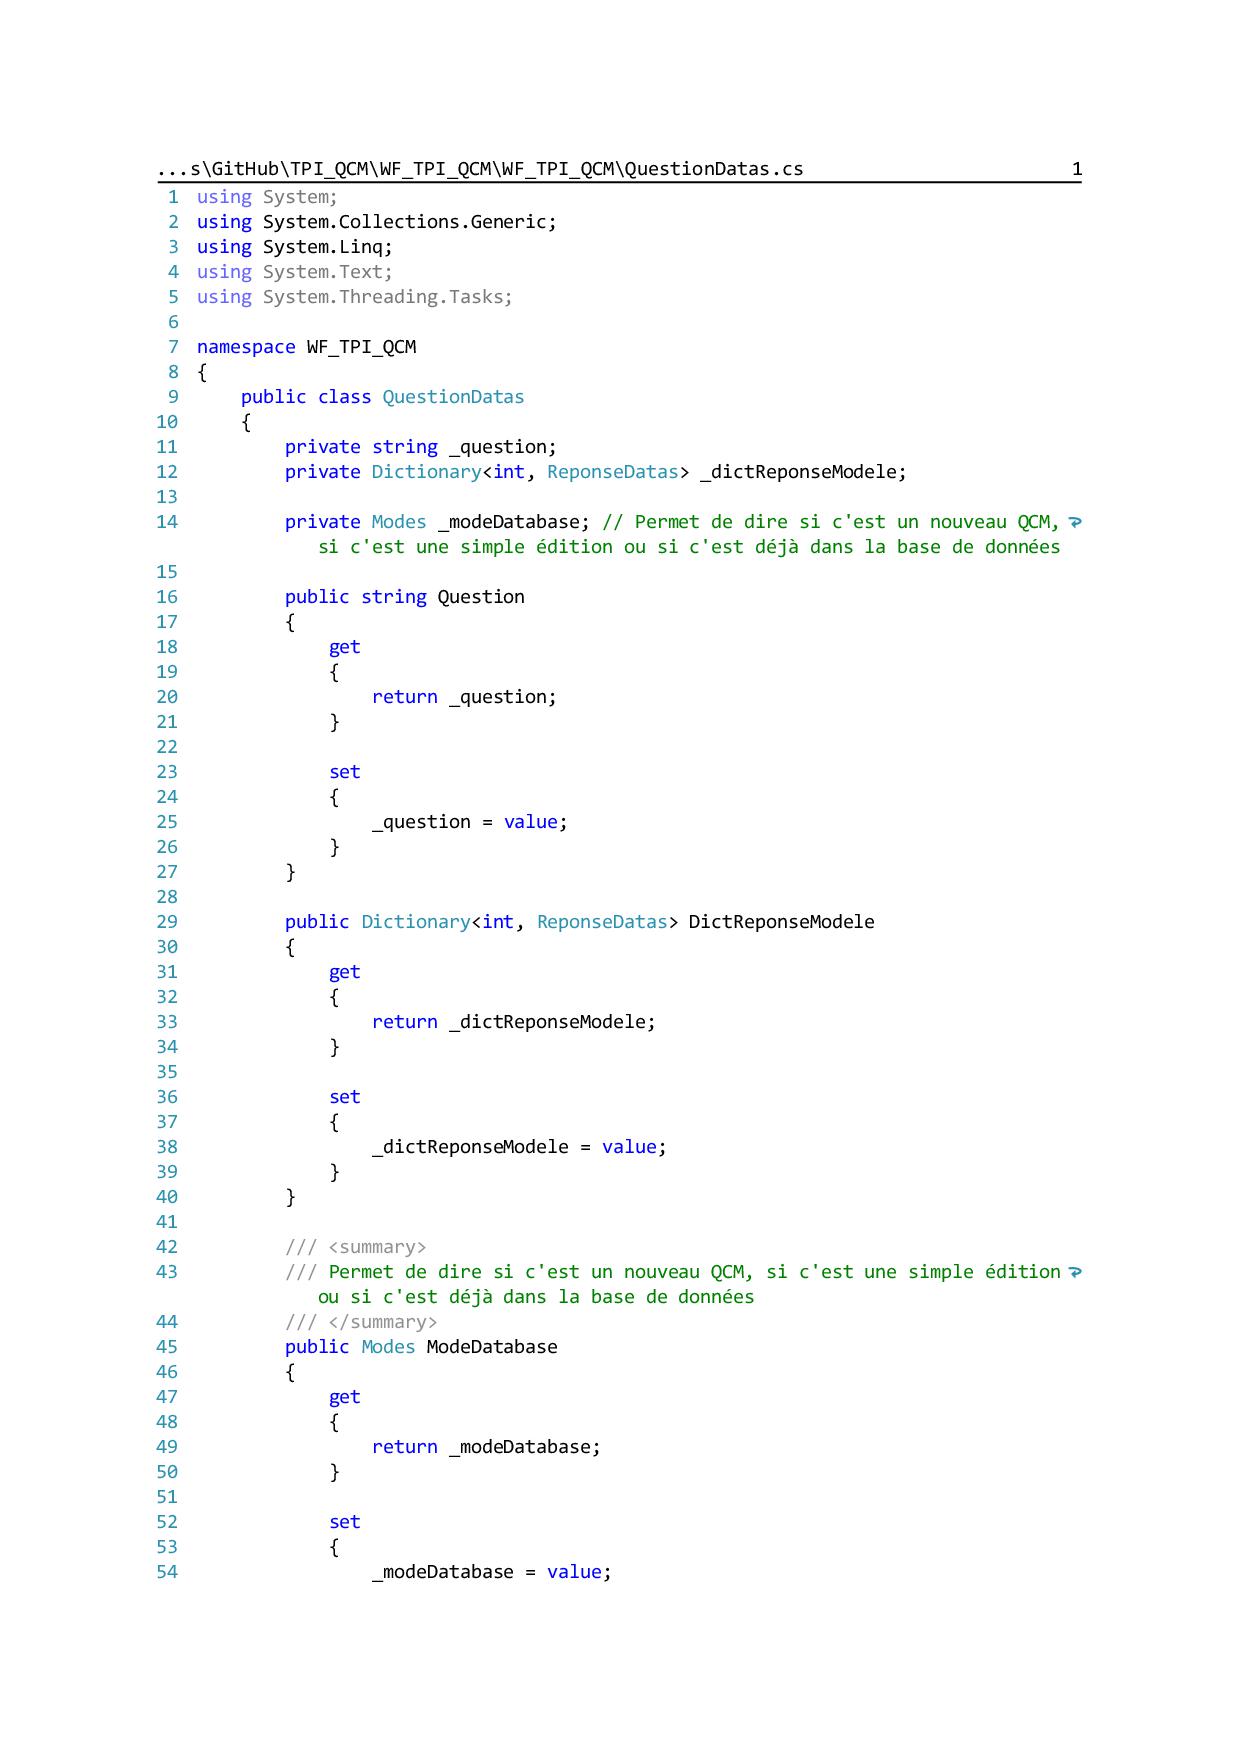 ...s\GitHub\TPI_QCM\WF_TPI_QCM\WF_TPI_QCM\QuestionDatas.cs 1
1 using System;
2 using System.Collections.Generic;
3 using System.Linq;
4 using System.Text;
5 using System.Threading.Tasks;
6
7 namespace WF_TPI_QCM
8 {
9     public class QuestionDatas
10     {
11         private string _question;
12         private Dictionary<int, ReponseDatas> _dictReponseModele;
13
14         private Modes _modeDatabase; // Permet de dire si c'est un nouveau QCM,
            si c'est une simple édition ou si c'est déjà dans la base de données
15
16         public string Question
17         {
18             get
19             {
20                 return _question;
21             }
22
23             set
24             {
25                 _question = value;
26             }
27         }
28
29         public Dictionary<int, ReponseDatas> DictReponseModele
30         {
31             get
32             {
33                 return _dictReponseModele;
34             }
35
36             set
37             {
38                 _dictReponseModele = value;
39             }
40         }
41
42         /// <summary>
43         /// Permet de dire si c'est un nouveau QCM, si c'est une simple édition
            ou si c'est déjà dans la base de données
44         /// </summary>
45         public Modes ModeDatabase
46         {
47             get
48             {
49                 return _modeDatabase;
50             }
51
52             set
53             {
54                 _modeDatabase = value;